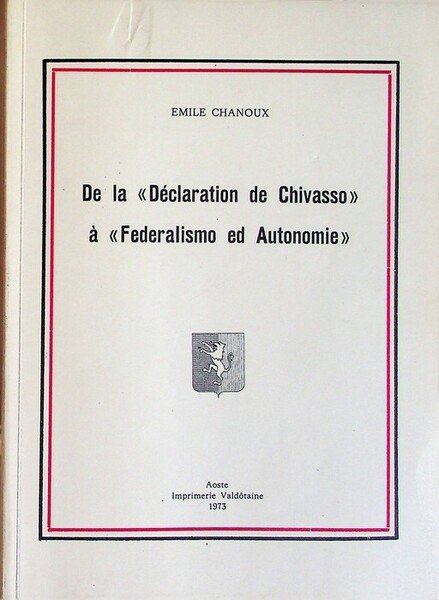 EMILE CHANOUX
De la «Déclaration de Chivasso»
à «Federalismo ed Autonomie»
Aoste
Imprimerie Valdôtaine
1973